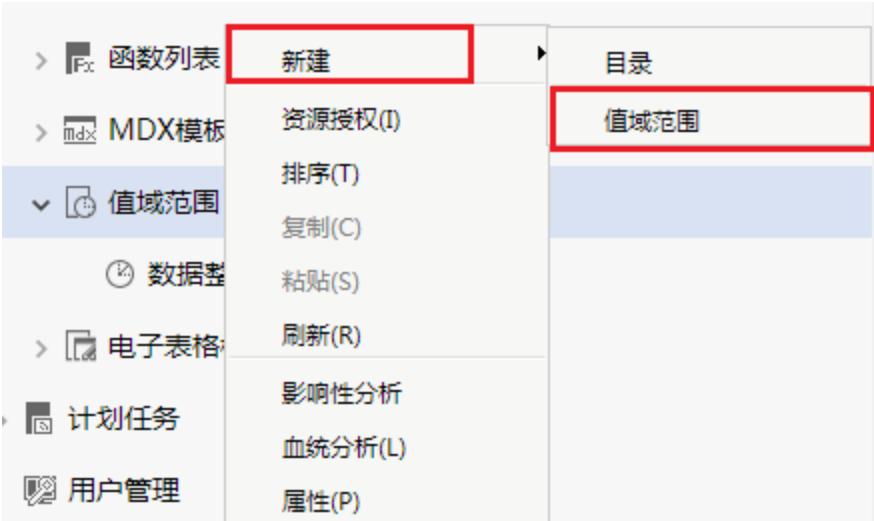 函数列表
MDX模板
值域范围
数据整
电子表格
计划任务
用户管理
新建
资源授权(I)
排序(T)
复制(C)
粘贴(S)
刷新(R)
影响性分析
血统分析(L)
属性(P)
目录
值域范围